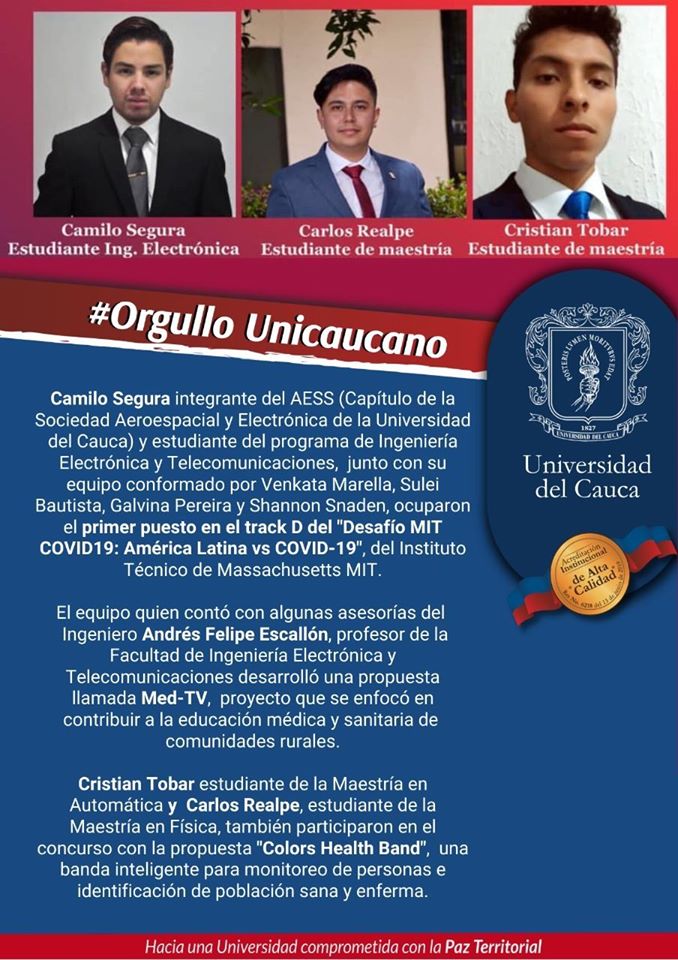 Camilo Segura
Estudiante Ing. Electrónica
Carlos Realpe
Estudiante de maestría
Cristian Tobar
Estudiante de maestría
#Orgullo Unicaucano
Camilo Segura integrante del AESS (Capítulo de la
Sociedad Aeroespacial y Electrónica de la Universidad
del Cauca) y estudiante del programa de Ingeniería
Electrónica y Telecomunicaciones, junto con su
equipo conformado por Venkata Marella, Sulei
Bautista, Galvina Pereira y Shannon Snaden, ocuparon
el primer puesto en el track D del "Desafío MIT
COVID19: América Latina vs COVID-19", del Instituto
Técnico de Massachusetts MIT.
El equipo quien contó con algunas asesorías del
Ingeniero Andrés Felipe Escallón, profesor de la
Facultad de Ingeniería Electrónica y
Telecomunicaciones desarrolló una propuesta
llamada Med-TV, proyecto que se enfocó en
contribuir a la educación médica y sanitaria de
comunidades rurales.
Cristian Tobar estudiante de la Maestría en
Automática y Carlos Realpe, estudiante de la
Maestría en Física, también participaron en el
concurso con la propuesta "Colors Health Band", una
banda inteligente para monitoreo de personas e
identificación de población sana y enferma.
POSTERIS LVMEN MORITVRVS EDAT
1827
UNIVERSIDAD DEL CAUCA
Universidad
del Cauca
Acreditación
Institucional
de Alta
Calidad
Res. No. 6218 del 13 de
Hacia una Universidad comprometida con la Paz Territorial